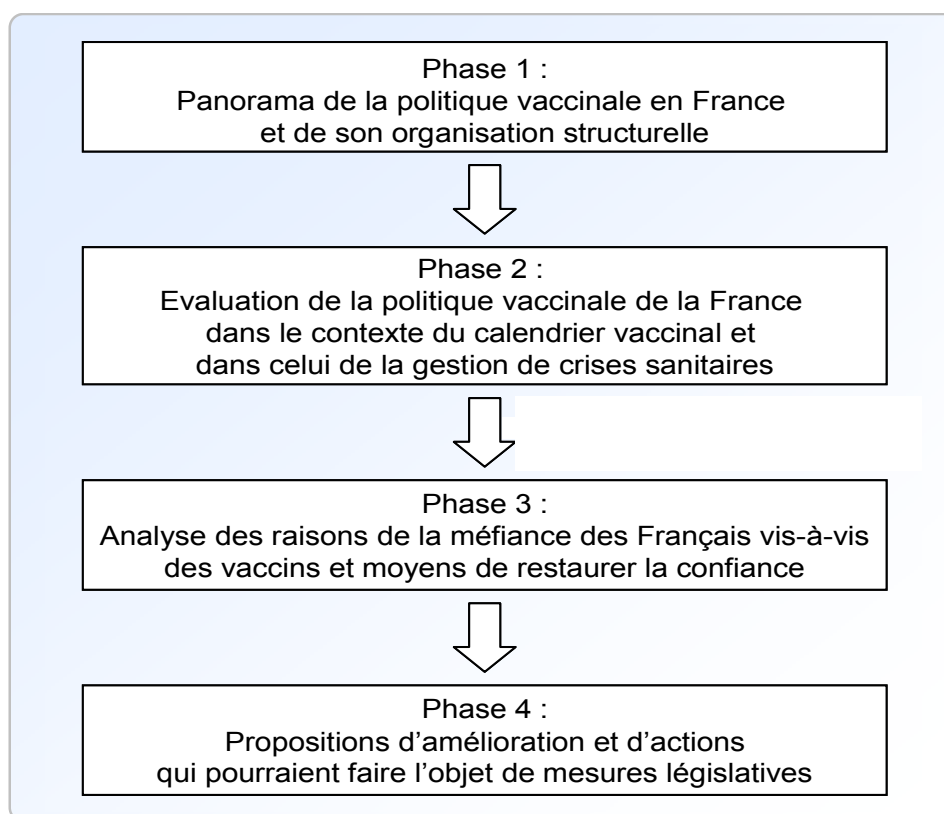 Phase 1 :
Panorama de la politique vaccinale en France
et de son organisation structurelle
Phase 2 :
Evaluation de la politique vaccinale de la France
dans le contexte du calendrier vaccinal et
dans celui de la gestion de crises sanitaires
Phase 3 :
Analyse des raisons de la méfiance des Français vis-à-vis
des vaccins et moyens de restaurer la confiance
Phase 4 :
Propositions d’amélioration et d’actions
qui pourraient faire l’objet de mesures législatives